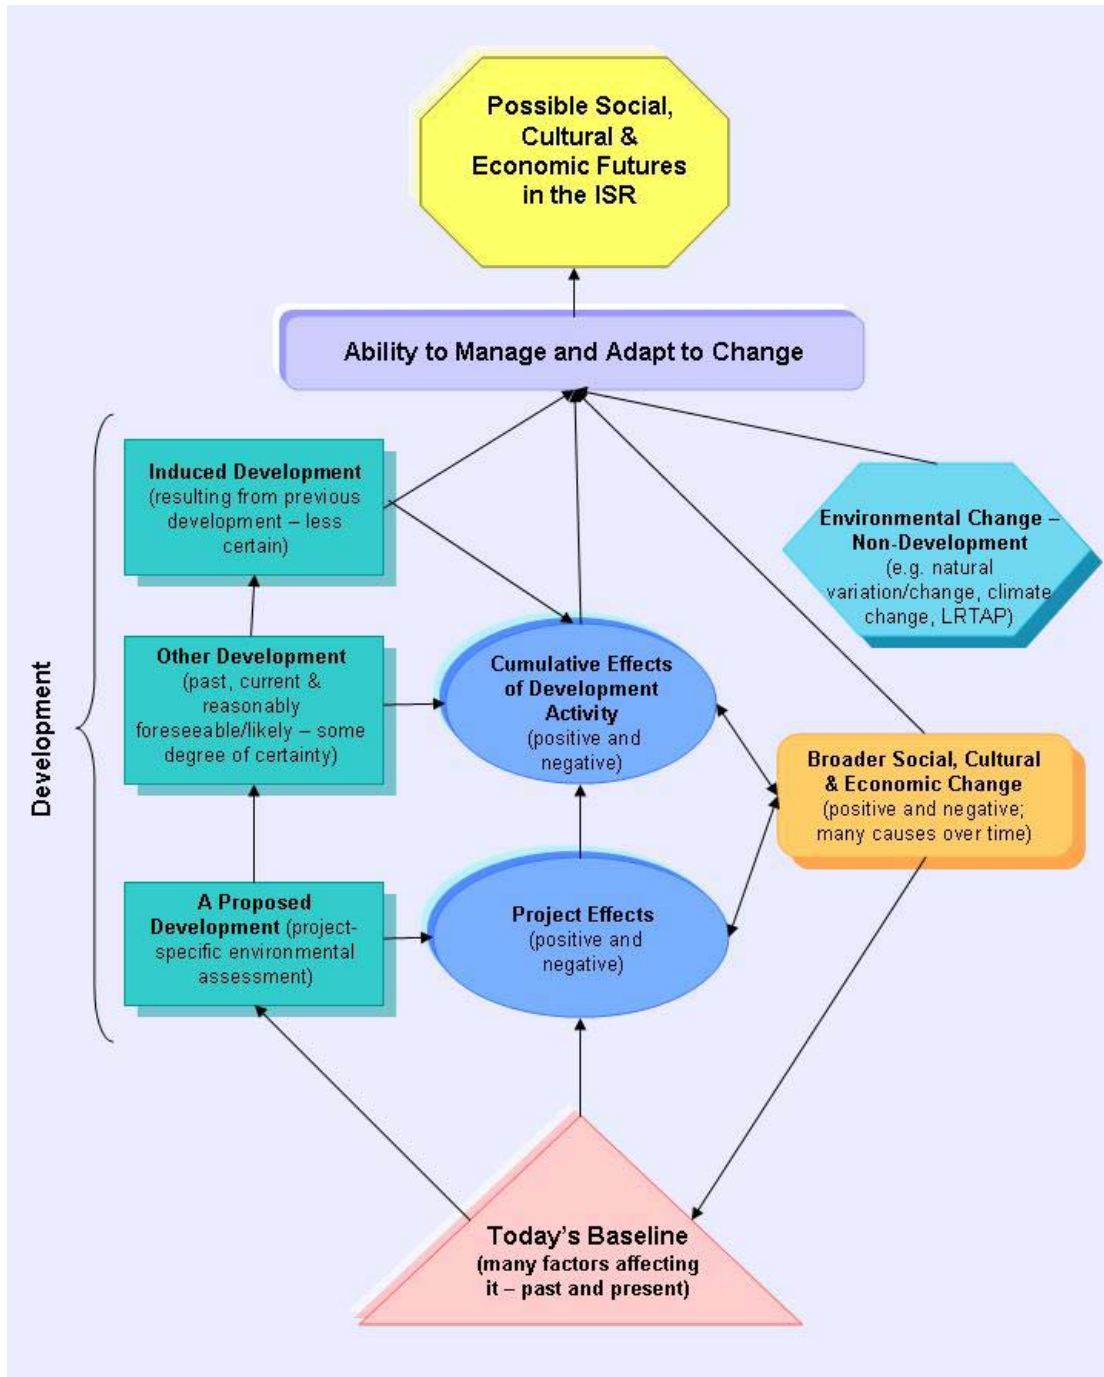 Possible Social,
Cultural &
Economic Futures
in the ISR
Ability to Manage and Adapt to Change
Development
Induced Development
(resulting from previous
development – less
certain)
Environmental Change –
Non-Development
(e.g. natural
variation/change, climate
change, LRTAP)
Other Development
(past, current &
reasonably
foreseeable/likely – some
degree of certainty)
Cumulative Effects
of Development
Activity
(positive and
negative)
Broader Social, Cultural
& Economic Change
(positive and negative;
many causes over time)
A Proposed
Development (project-
specific environmental
assessment)
Project Effects
(positive and
negative)
Today's Baseline
(many factors affecting
it – past and present)